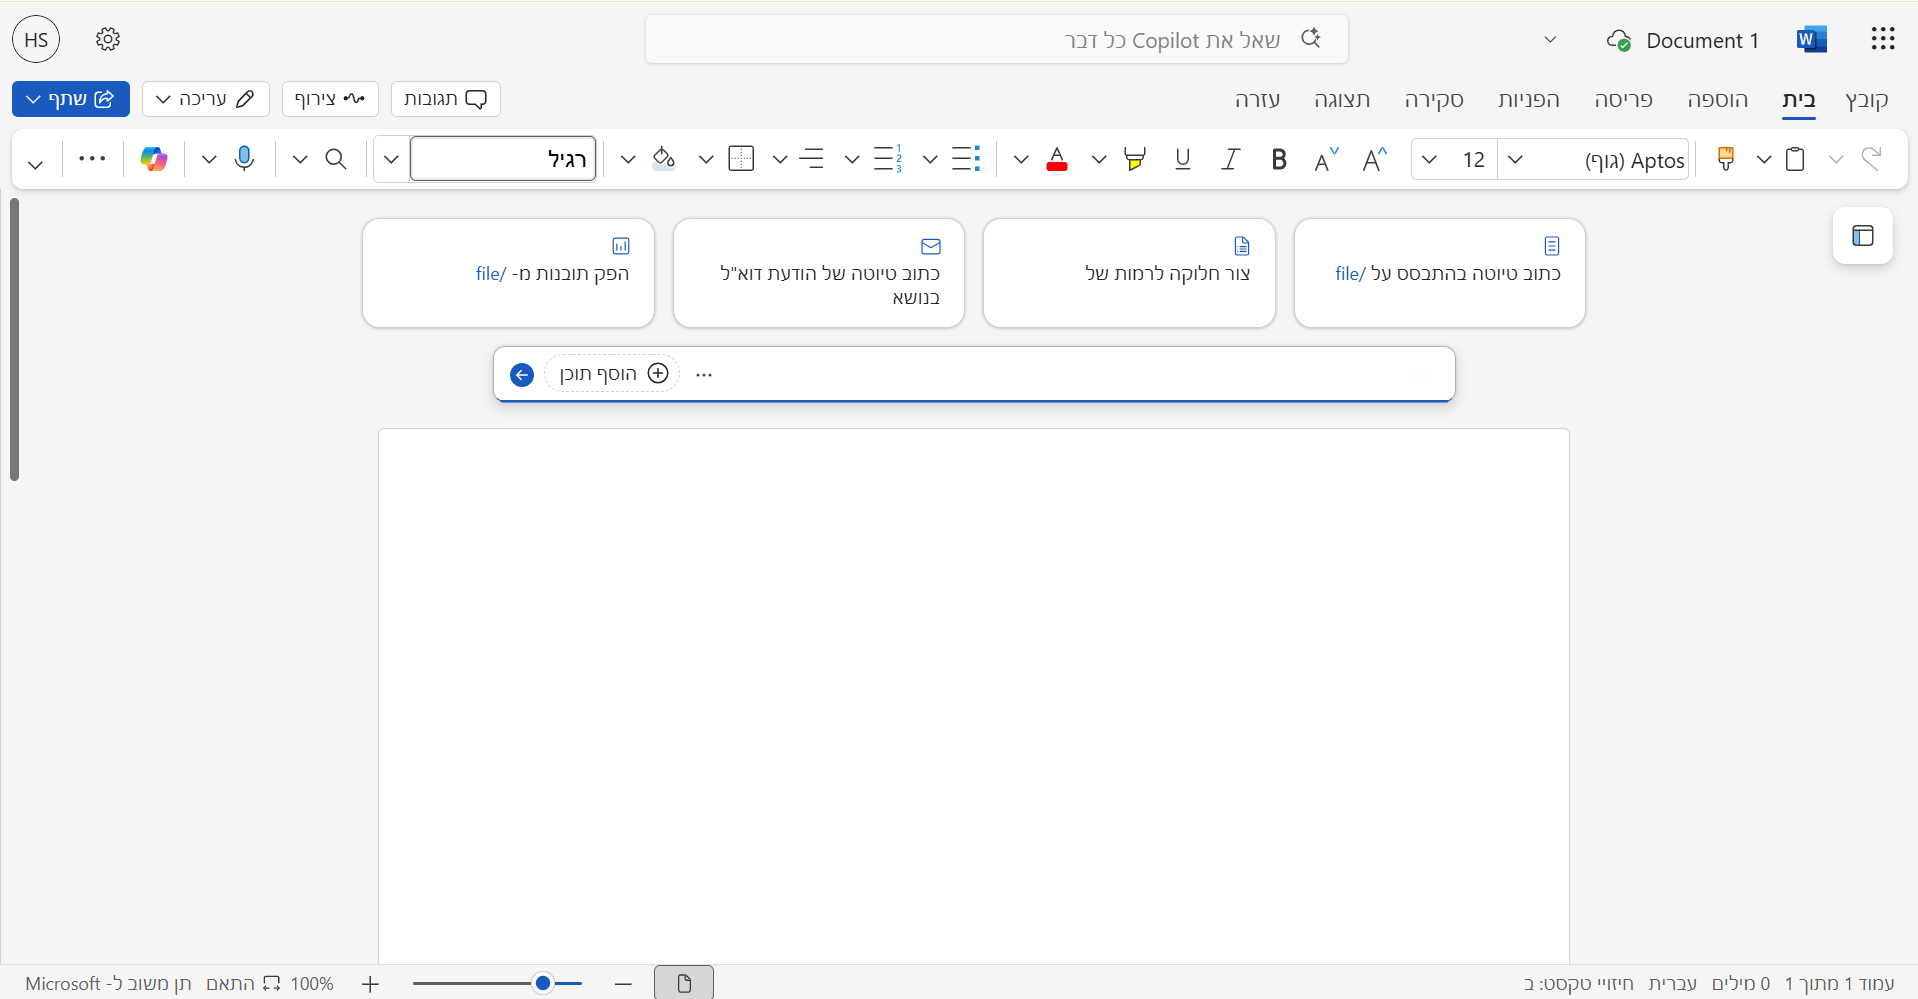 Document 1
שאל את Copilot כל דבר
HS
קובץ
בית
הוספה
פריסה
הפניות
סקירה
תצוגה
עזרה
תגובות
צירוף
עריכה
שתף
Aptos (גוף)
12
רגיל
כתוב טיוטה בהתבסס על /file
צור חלוקה לרמות של
כתוב טיוטה של הודעת דוא"ל
בנושא
הפק תובנות מ- /file
הוסף תוכן
עמוד 1 מתוך 1
0 מילים
עברית
חיזויי טקסט: ב
100%
התאם
תן משוב ל- Microsoft